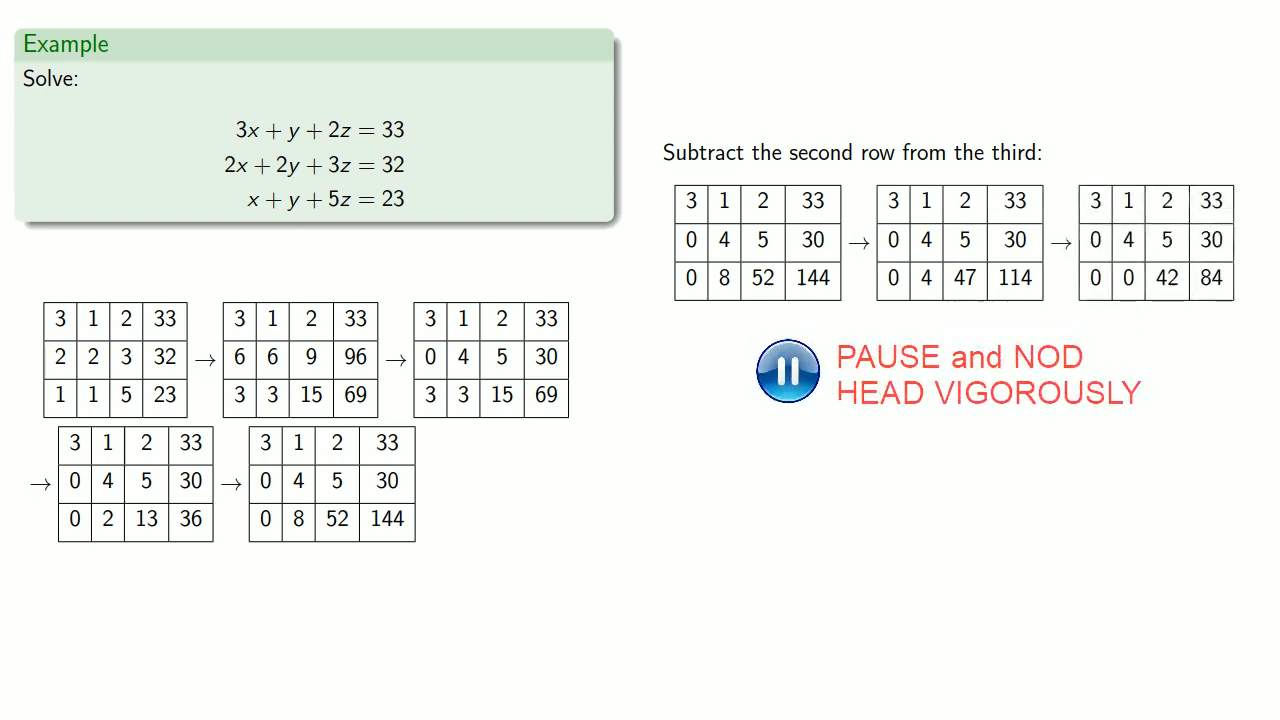 Example
Solve:
3x + y + 2z = 33
2x + 2y + 3z = 32
x + y + 5z = 23
3 1 2 33 3 1 2 33 3 1 2 33
2 2 3 32 → 6 6 9 96 → 0 4 5 30
1 1 5 23 3 3 15 69 3 3 15 69
3 1 2 33 3 1 2 33
→ 0 4 5 30 → 0 4 5 30
0 2 13 36 0 8 52 144
Subtract the second row from the third:
3 1 2 33 3 1 2 33 3 1 2 33
0 4 5 30 → 0 4 5 30 → 0 4 5 30
0 8 52 144 0 4 47 114 0 0 42 84
PAUSE and NOD
HEAD VIGOROUSLY